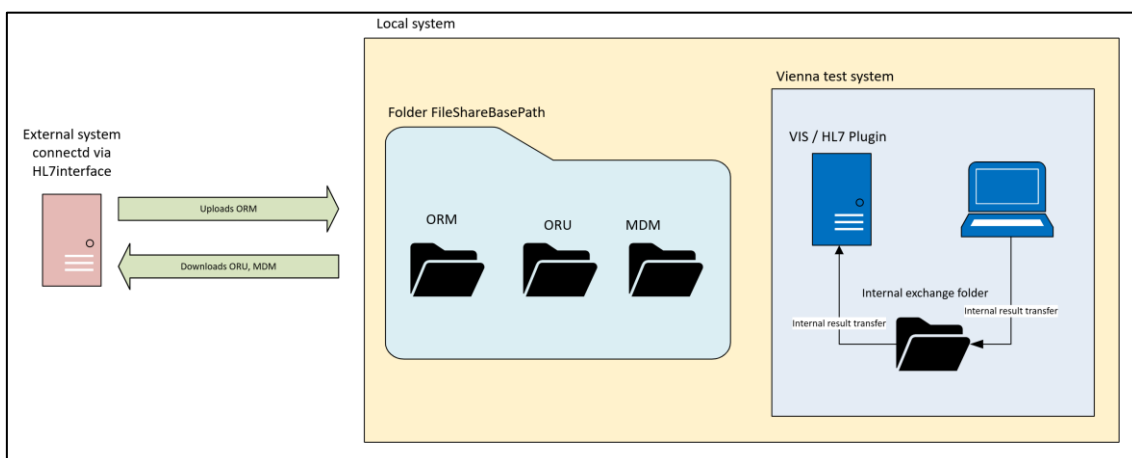 Local system
Vienna test system
Folder FileShareBasePath
External system
connectd via
HL7interface
VIS / HL7 Plugin
Uploads ORM
ORM
ORU
MDM
Downloads ORU, MDM
Internal exchange folder
Internal result transfer
Internal result transfer